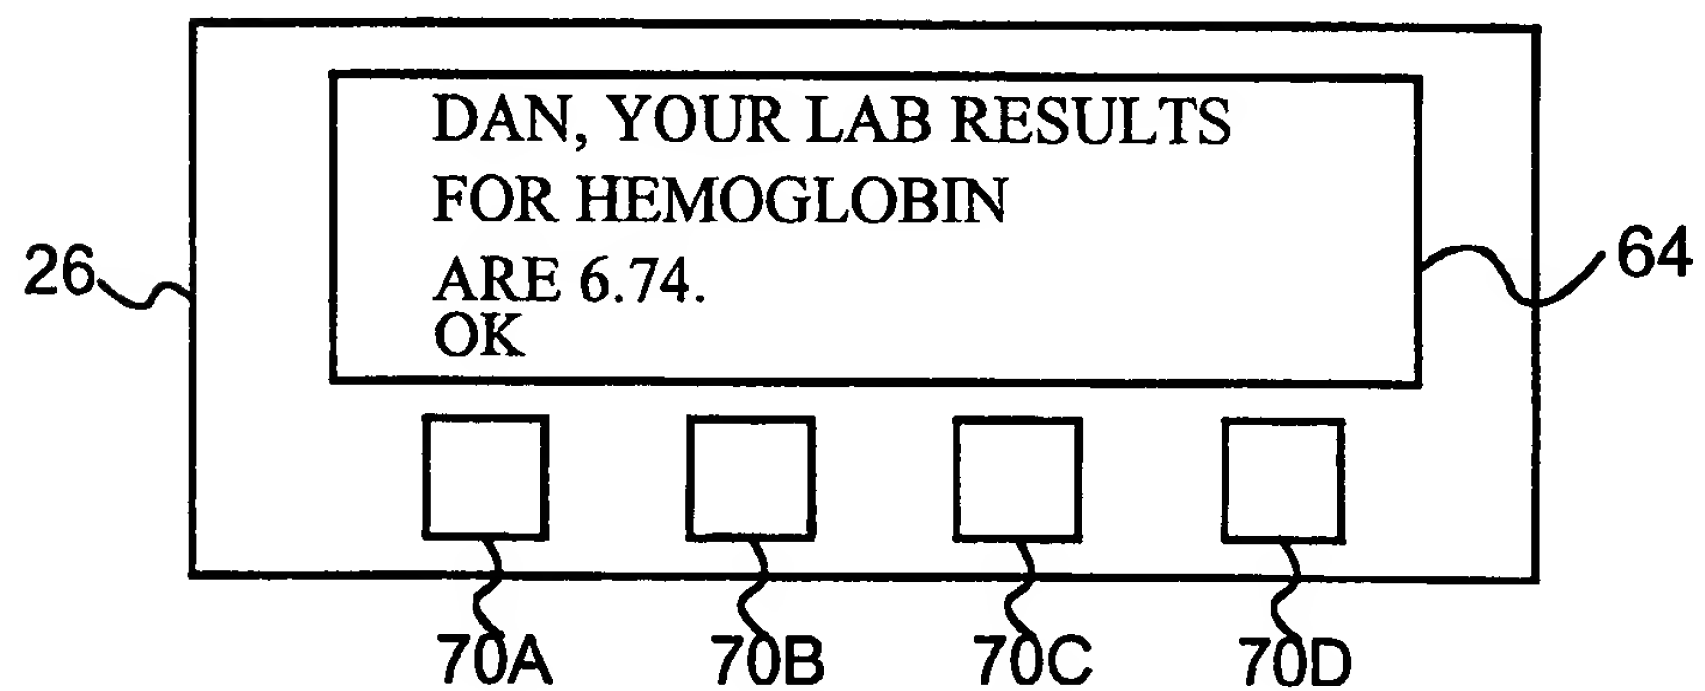 DAN, YOUR LAB RESULTS
FOR HEMOGLOBIN
ARE 6.74.
OK
26
64
70A 70B 70C 70D